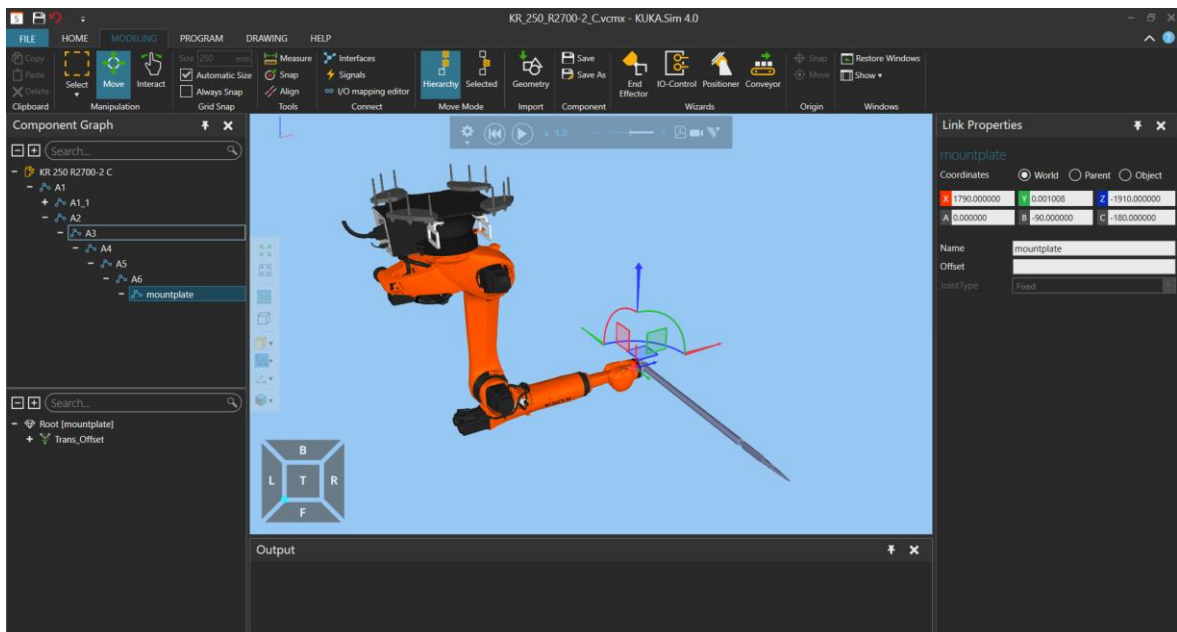 KR_250_R2700-2_C.vcmx - KUKA.Sim 4.0
FILE HOME MODELING PROGRAM DRAWING HELP
Copy
Paste
Delete
Clipboard
Select
Move
Interact
Manipulation
Size 250 mm
Automatic Size
Always Snap
Grid Snap
Measure
Snap
Align
Tools
Interfaces
Signals
I/O mapping editor
Connect
Hierarchy
Selected
Move Mode
Geometry
Import
Save
Save As
Component
End Effector
IO-Control
Positioner
Conveyor
Wizards
Snap
Move
Origin
Restore Windows
Show
Windows
Component Graph
Search...
KR 250 R2700-2 C
A1
A1_1
A2
A3
A4
A5
A6
mountplate
Search...
Root [mountplate]
Trans_Offset
x 1.0
B
L T R
F
Output
Link Properties
mountplate
Coordinates World Parent Object
X 1790.000000 Y 0.001008 Z -1910.000000
A 0.000000 B -90.000000 C -180.000000
Name mountplate
Offset
JointType Fixed